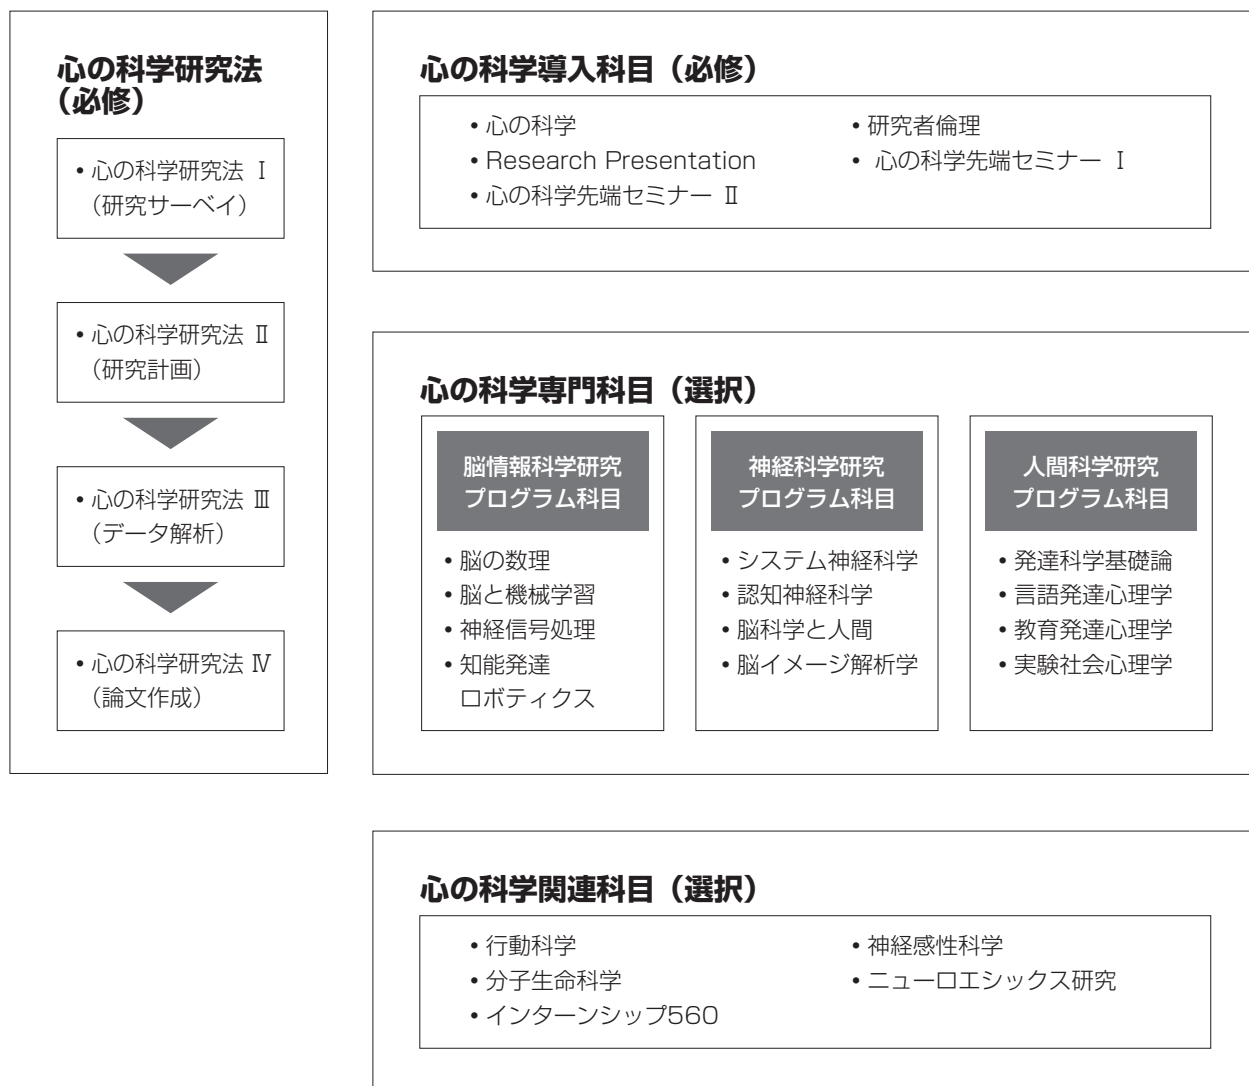 心の科学研究法
（必修）
• 心の科学研究法 Ⅰ
（研究サーベイ）
• 心の科学研究法 Ⅱ
（研究計画）
• 心の科学研究法 Ⅲ
（データ解析）
• 心の科学研究法 Ⅳ
（論文作成）
心の科学導入科目（必修）
• 心の科学
• Research Presentation
• 心の科学先端セミナー Ⅱ
• 研究者倫理
• 心の科学先端セミナー Ⅰ
心の科学専門科目（選択）
脳情報科学研究
プログラム科目
• 脳の数理
• 脳と機械学習
• 神経信号処理
• 知能発達
ロボティクス
神経科学研究
プログラム科目
• システム神経科学
• 認知神経科学
• 脳科学と人間
• 脳イメージ解析学
人間科学研究
プログラム科目
• 発達科学基礎論
• 言語発達心理学
• 教育発達心理学
• 実験社会心理学
心の科学関連科目（選択）
• 行動科学
• 分子生命科学
• インターンシップ560
• 神経感性科学
• ニューロエシックス研究